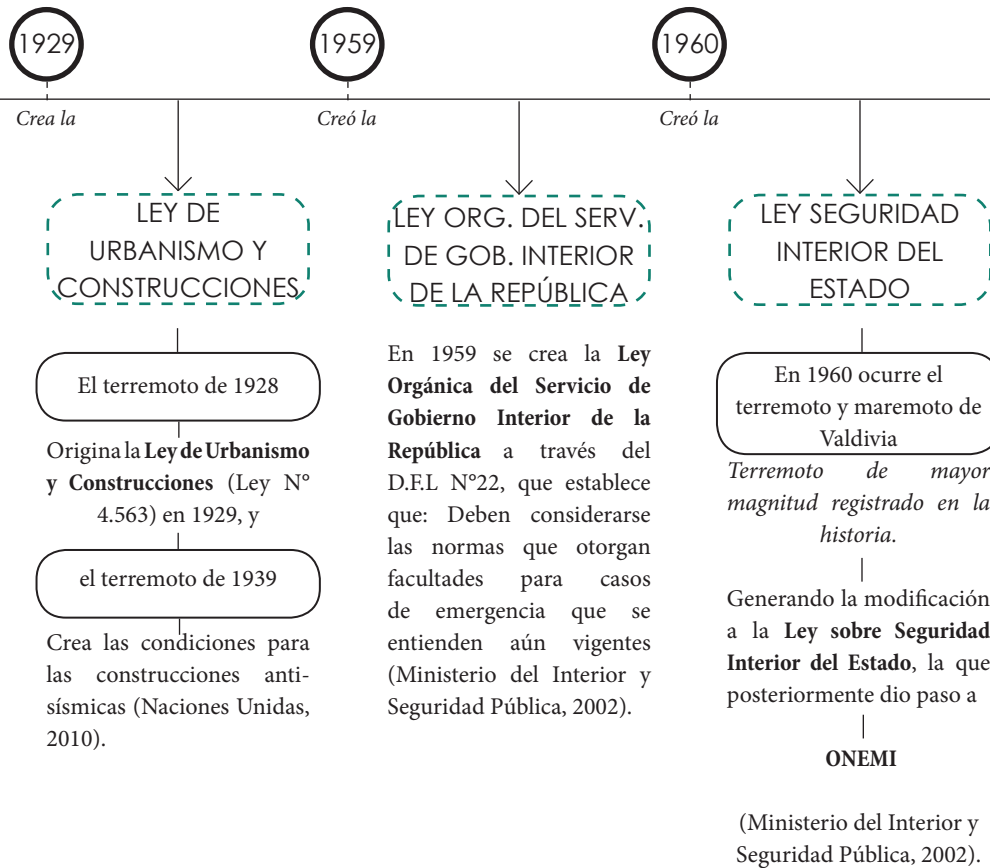 1929
Crea la
LEY DE
URBANISMO Y
CONSTRUCCIONES
El terremoto de 1928
Origina la Ley de Urbanismo
y Construcciones (Ley N°
4.563) en 1929, y
el terremoto de 1939
Crea las condiciones para
las construcciones anti-
sísmicas (Naciones Unidas,
2010).
1959
Creó la
LEY ORG. DEL SERV.
DE GOB. INTERIOR
DE LA REPÚBLICA
En 1959 se crea la Ley
Orgánica del Servicio de
Gobierno Interior de la
República a través del
D.F.L N°22, que establece
que: Deben considerarse
las normas que otorgan
facultades para casos
de emergencia que se
entienden aún vigentes
(Ministerio del Interior y
Seguridad Pública, 2002).
1960
Creó la
LEY SEGURIDAD
INTERIOR DEL
ESTADO
En 1960 ocurre el
terremoto y maremoto de
Valdivia
Terremoto de mayor
magnitud registrado en la
historia.
Generando la modificación
a la Ley sobre Seguridad
Interior del Estado, la que
posteriormente dio paso a
ONEMI
(Ministerio del Interior y
Seguridad Pública, 2002).